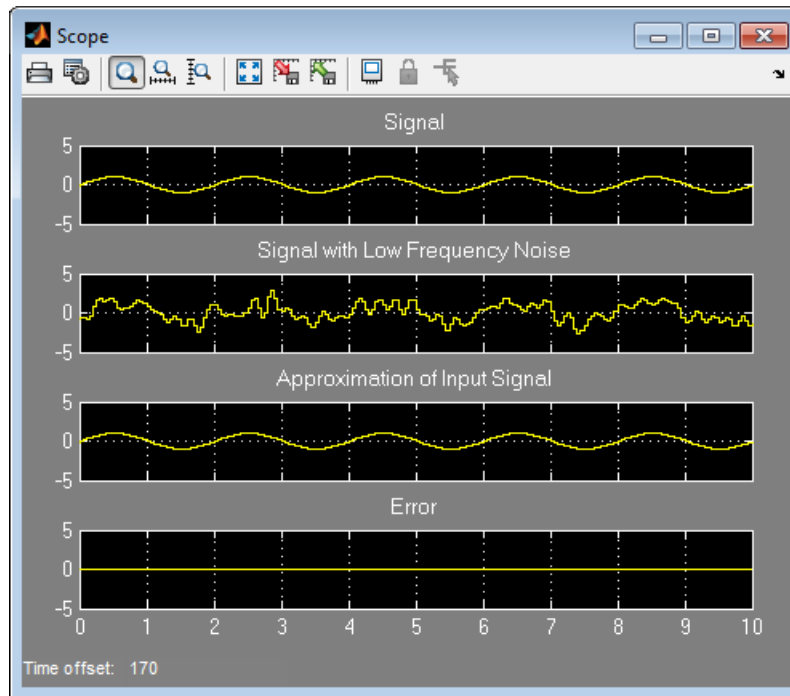 Scope
Signal
5
0
-5
Signal with Low Frequency Noise
5
0
-5
Approximation of Input Signal
5
0
-5
Error
5
0
-5
0 1 2 3 4 5 6 7 8 9 10
Time offset: 170